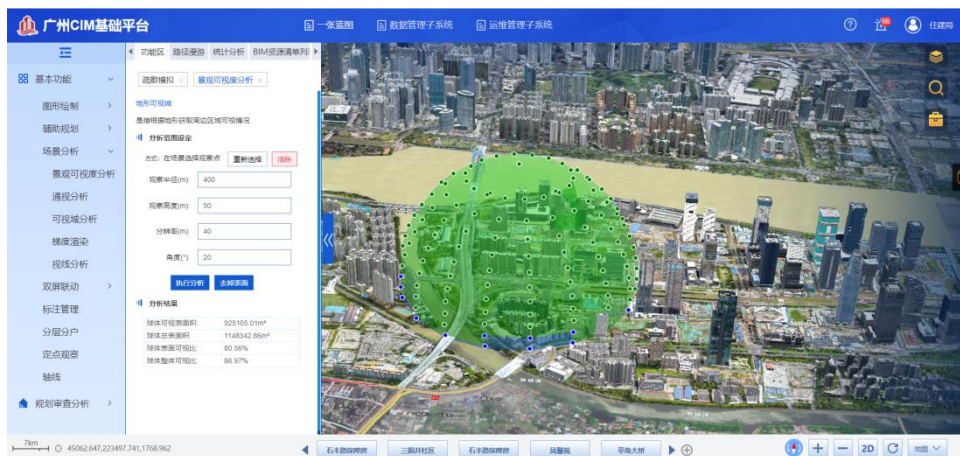 广州CIM基础平台
一张蓝图
数据管理子系统
运维管理子系统
住建局
基本功能
图形绘制
辅助规划
场景分析
景观可视度分析
通视分析
可视域分析
梯度渲染
视线分析
双屏联动
标注管理
分层分户
定点观察
轴线
规划审查分析
功能区 路径漫游 统计分析 BIM资源清单列
疏散模拟 × 景观可视度分析 ×
地形可视域
是指根据地形获取周边区域可视情况
分析范围设定
方式: 在场景选择观察点 重新选择 清除
观察半径(m): 400
观察高度(m): 50
分辨率(m): 40
角度(°): 20
执行分析 去掉表面
分析结果
球体可视表面积: 925105.01m²
球体总表面积: 1148342.86m²
球体表面可视比: 80.56%
球体整体可视比: 86.97%
7km
45062.647,223497.741,1768.962
石丰路保障房
三眼井社区
石丰路保障房
凤馨苑
2D
地图